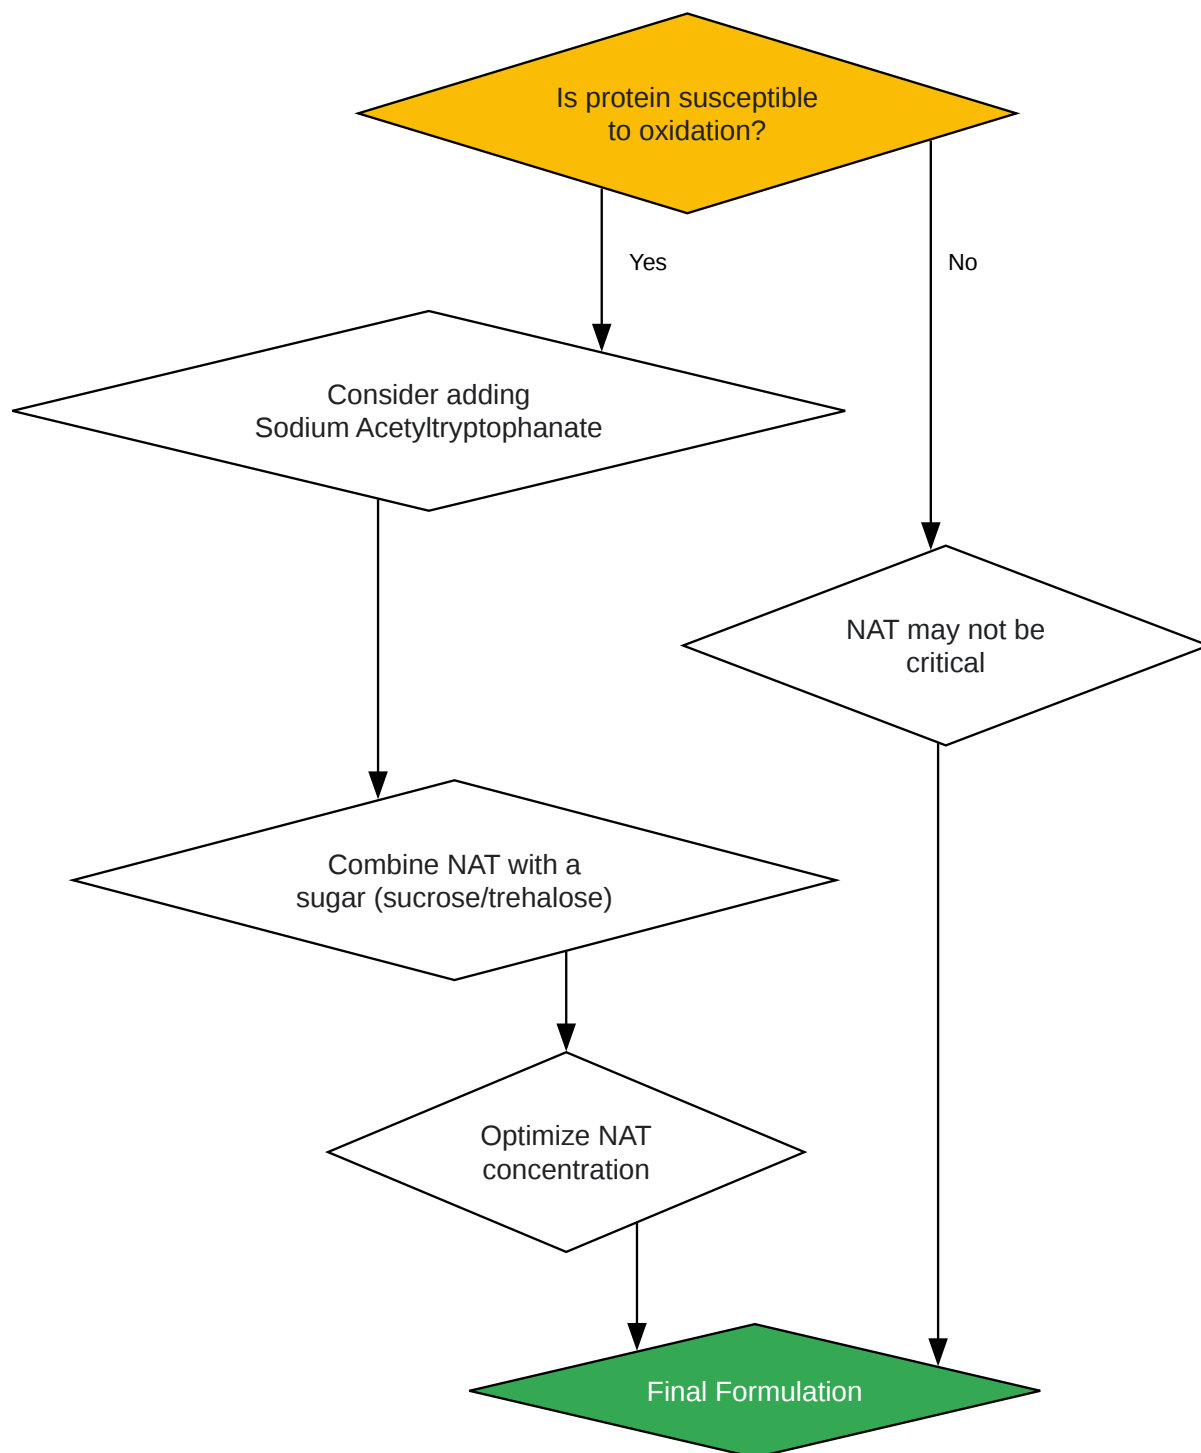 Is protein susceptible
to oxidation?
Yes
No
Consider adding
Sodium Acetyltryptophanate
NAT may not be
critical
Combine NAT with a
sugar (sucrose/trehalose)
Optimize NAT
concentration
Final Formulation